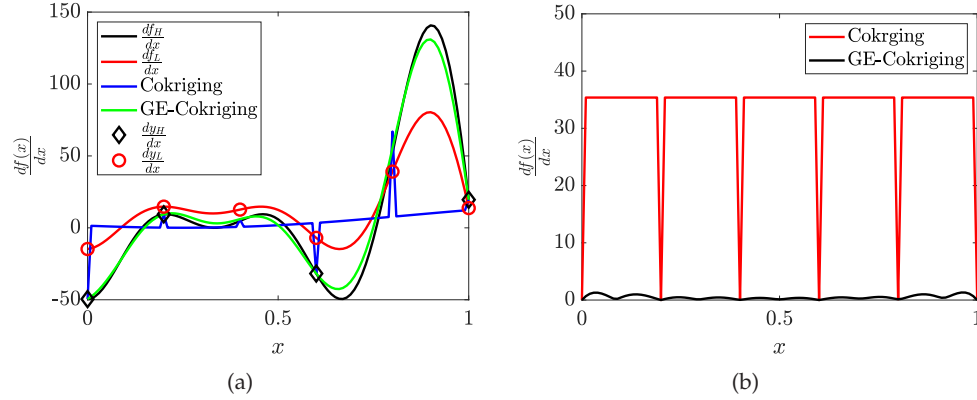 150
100
50
0
-50
0
0.5
1
x
df(x)/dx
df_H/dx
df_L/dx
Cokriging
GE-Cokriging
dy_H/dx
dy_L/dx
(a)
50
40
30
20
10
0
0
0.5
1
x
df(x)/dx
Cokrging
GE-Cokriging
(b)